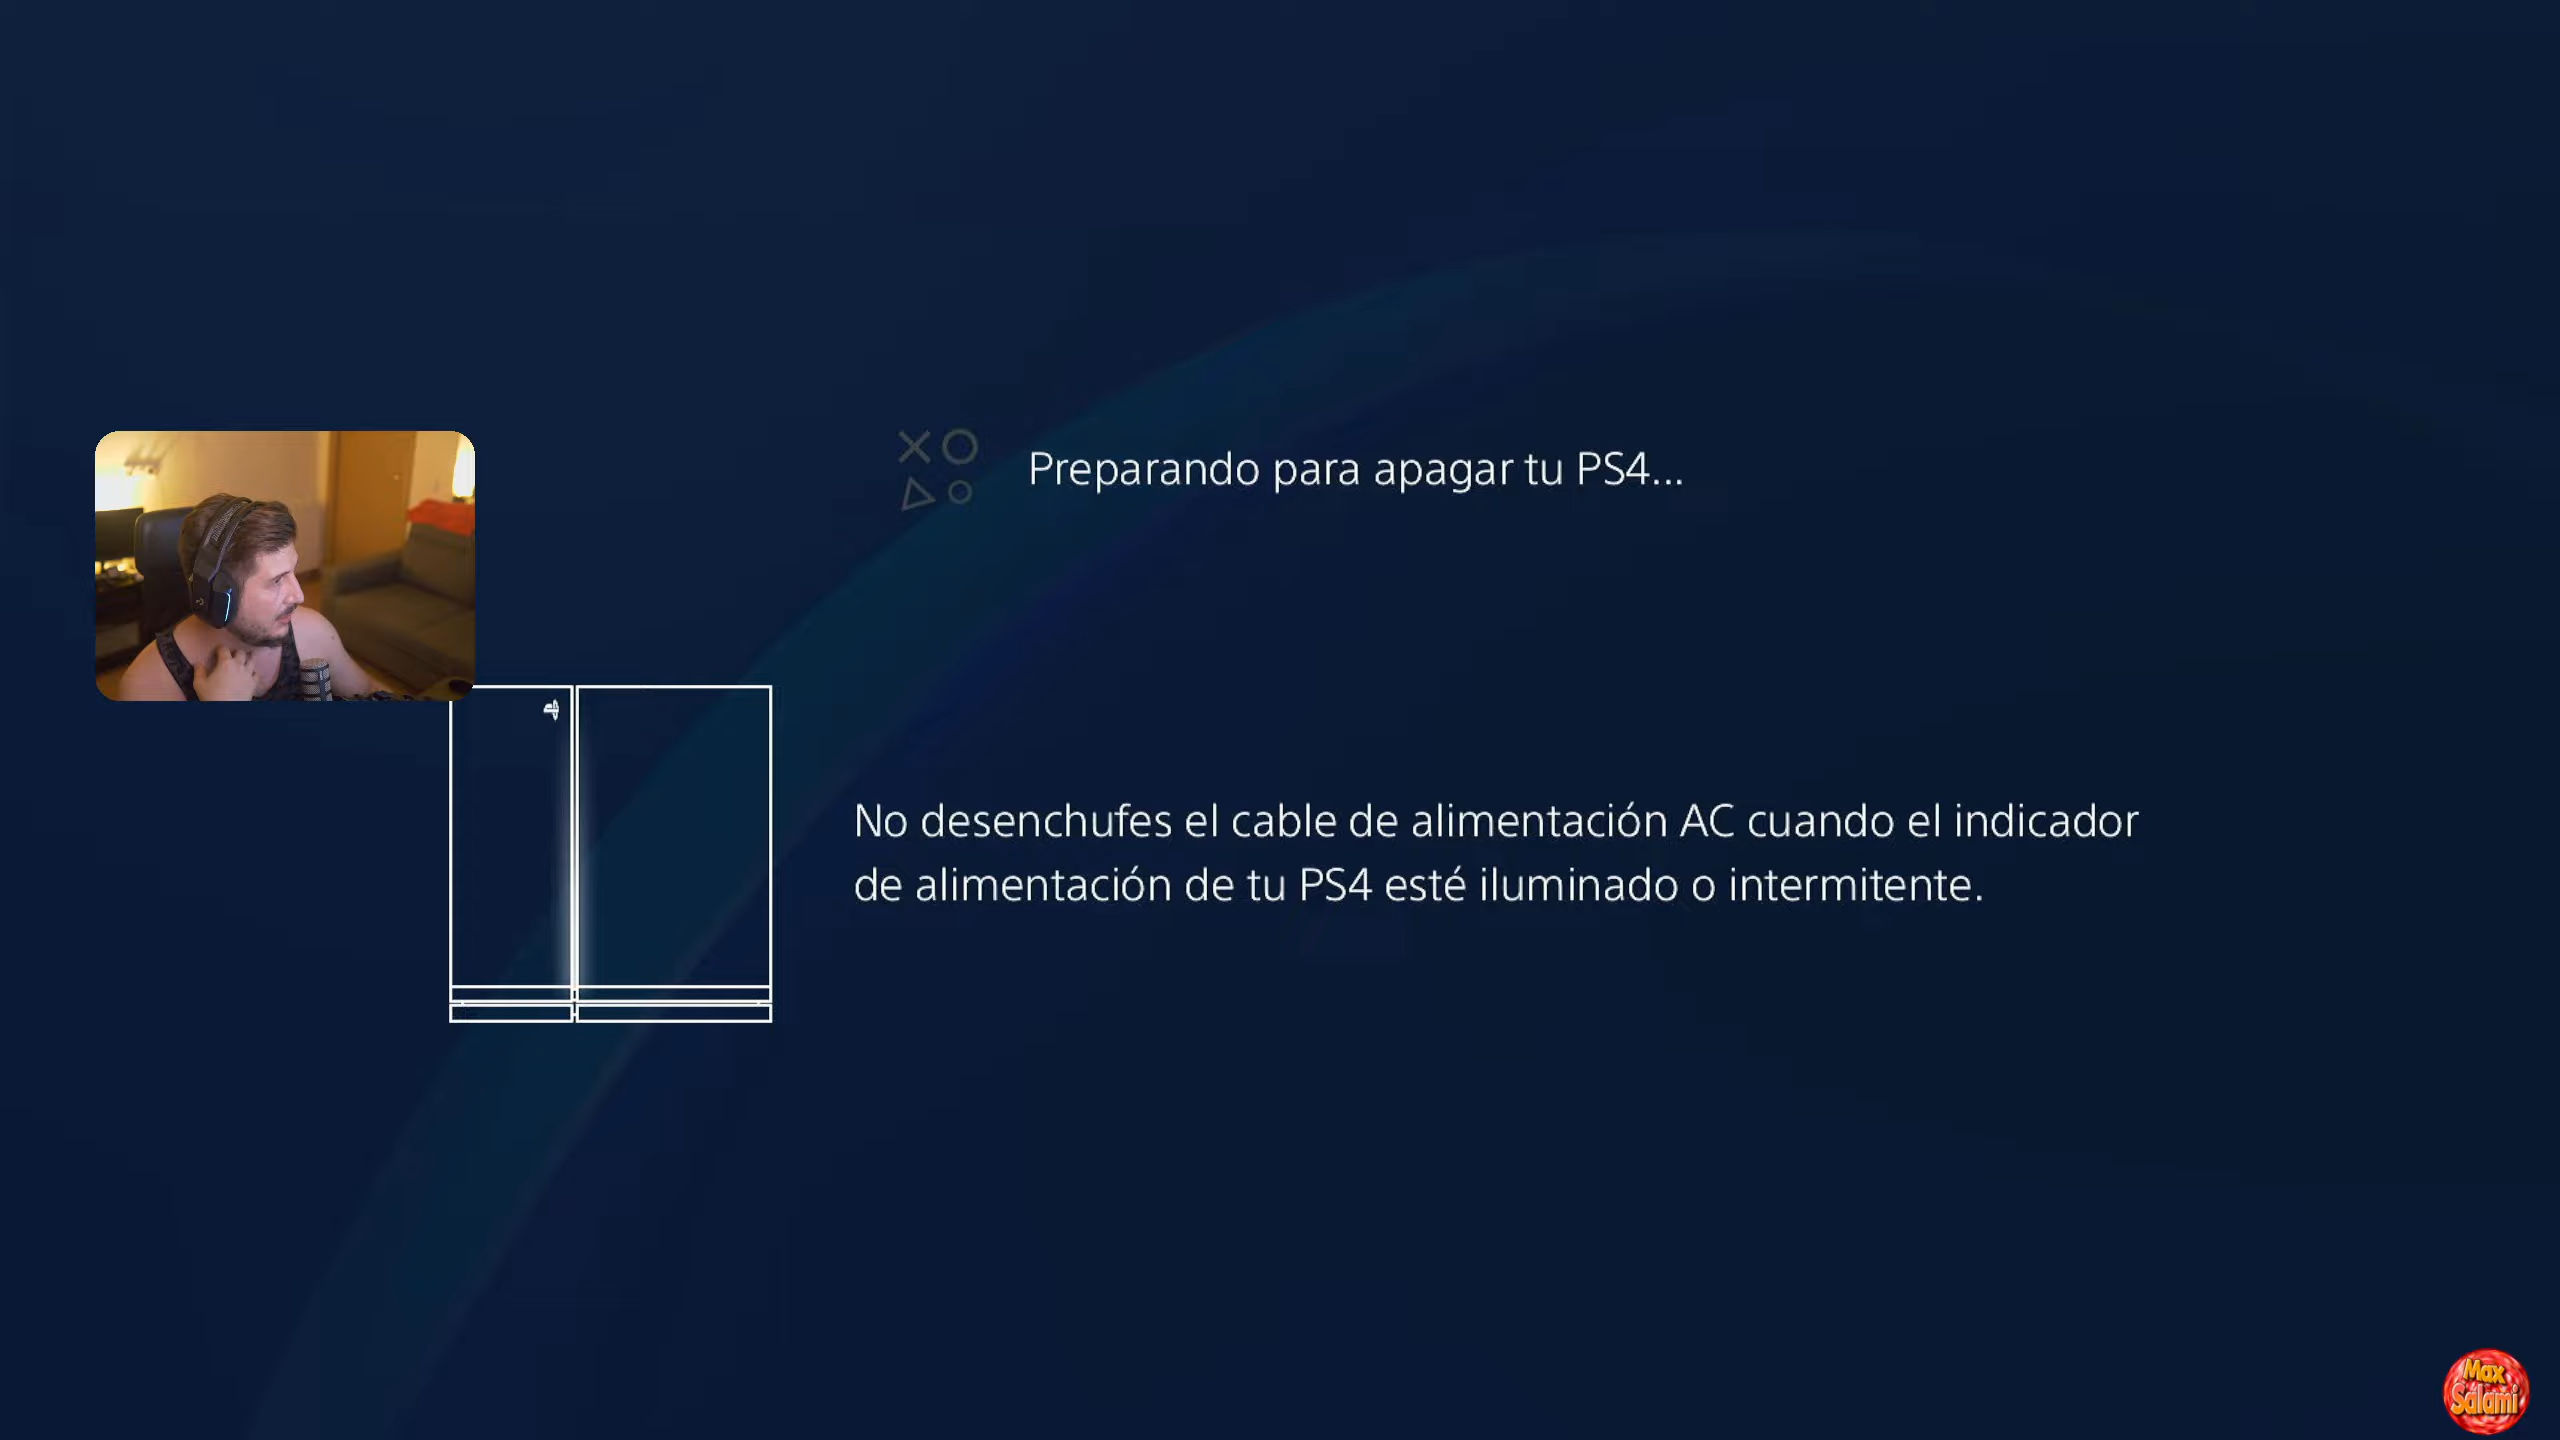 Preparando para apagar tu PS4...
No desenchufes el cable de alimentación AC cuando el indicador
de alimentación de tu PS4 esté iluminado o intermitente.
Max
Salami